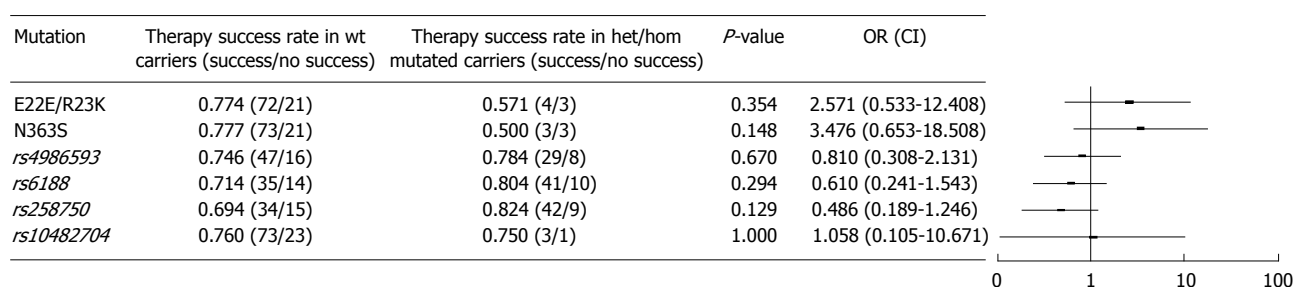 Mutation Therapy success rate in wt Therapy success rate in het/hom P-value OR (CI)
carriers (success/no success) mutated carriers (success/no success)
E22E/R23K 0.774 (72/21) 0.571 (4/3) 0.354 2.571 (0.533-12.408)
N363S 0.777 (73/21) 0.500 (3/3) 0.148 3.476 (0.653-18.508)
rs4986593 0.746 (47/16) 0.784 (29/8) 0.670 0.810 (0.308-2.131)
rs6188 0.714 (35/14) 0.804 (41/10) 0.294 0.610 (0.241-1.543)
rs258750 0.694 (34/15) 0.824 (42/9) 0.129 0.486 (0.189-1.246)
rs10482704 0.760 (73/23) 0.750 (3/1) 1.000 1.058 (0.105-10.671)
0 1 10 100